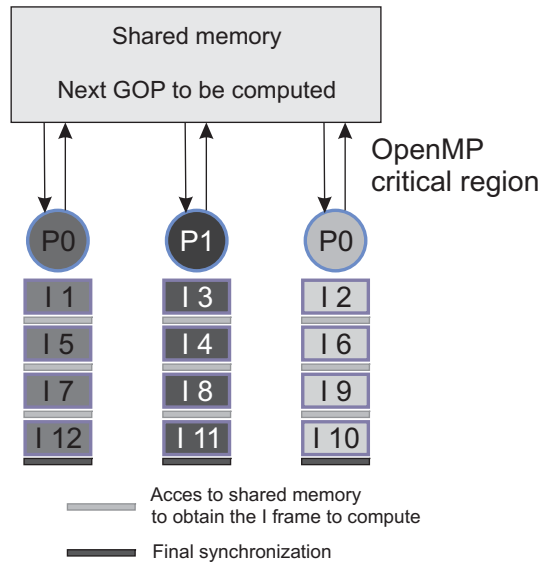 Shared memory
Next GOP to be computed
OpenMP
critical region
P0 P1 P0
I 1 I 3 I 2
I 5 I 4 I 6
I 7 I 8 I 9
I 12 I 11 I 10
Acces to shared memory
to obtain the I frame to compute
Final synchronization